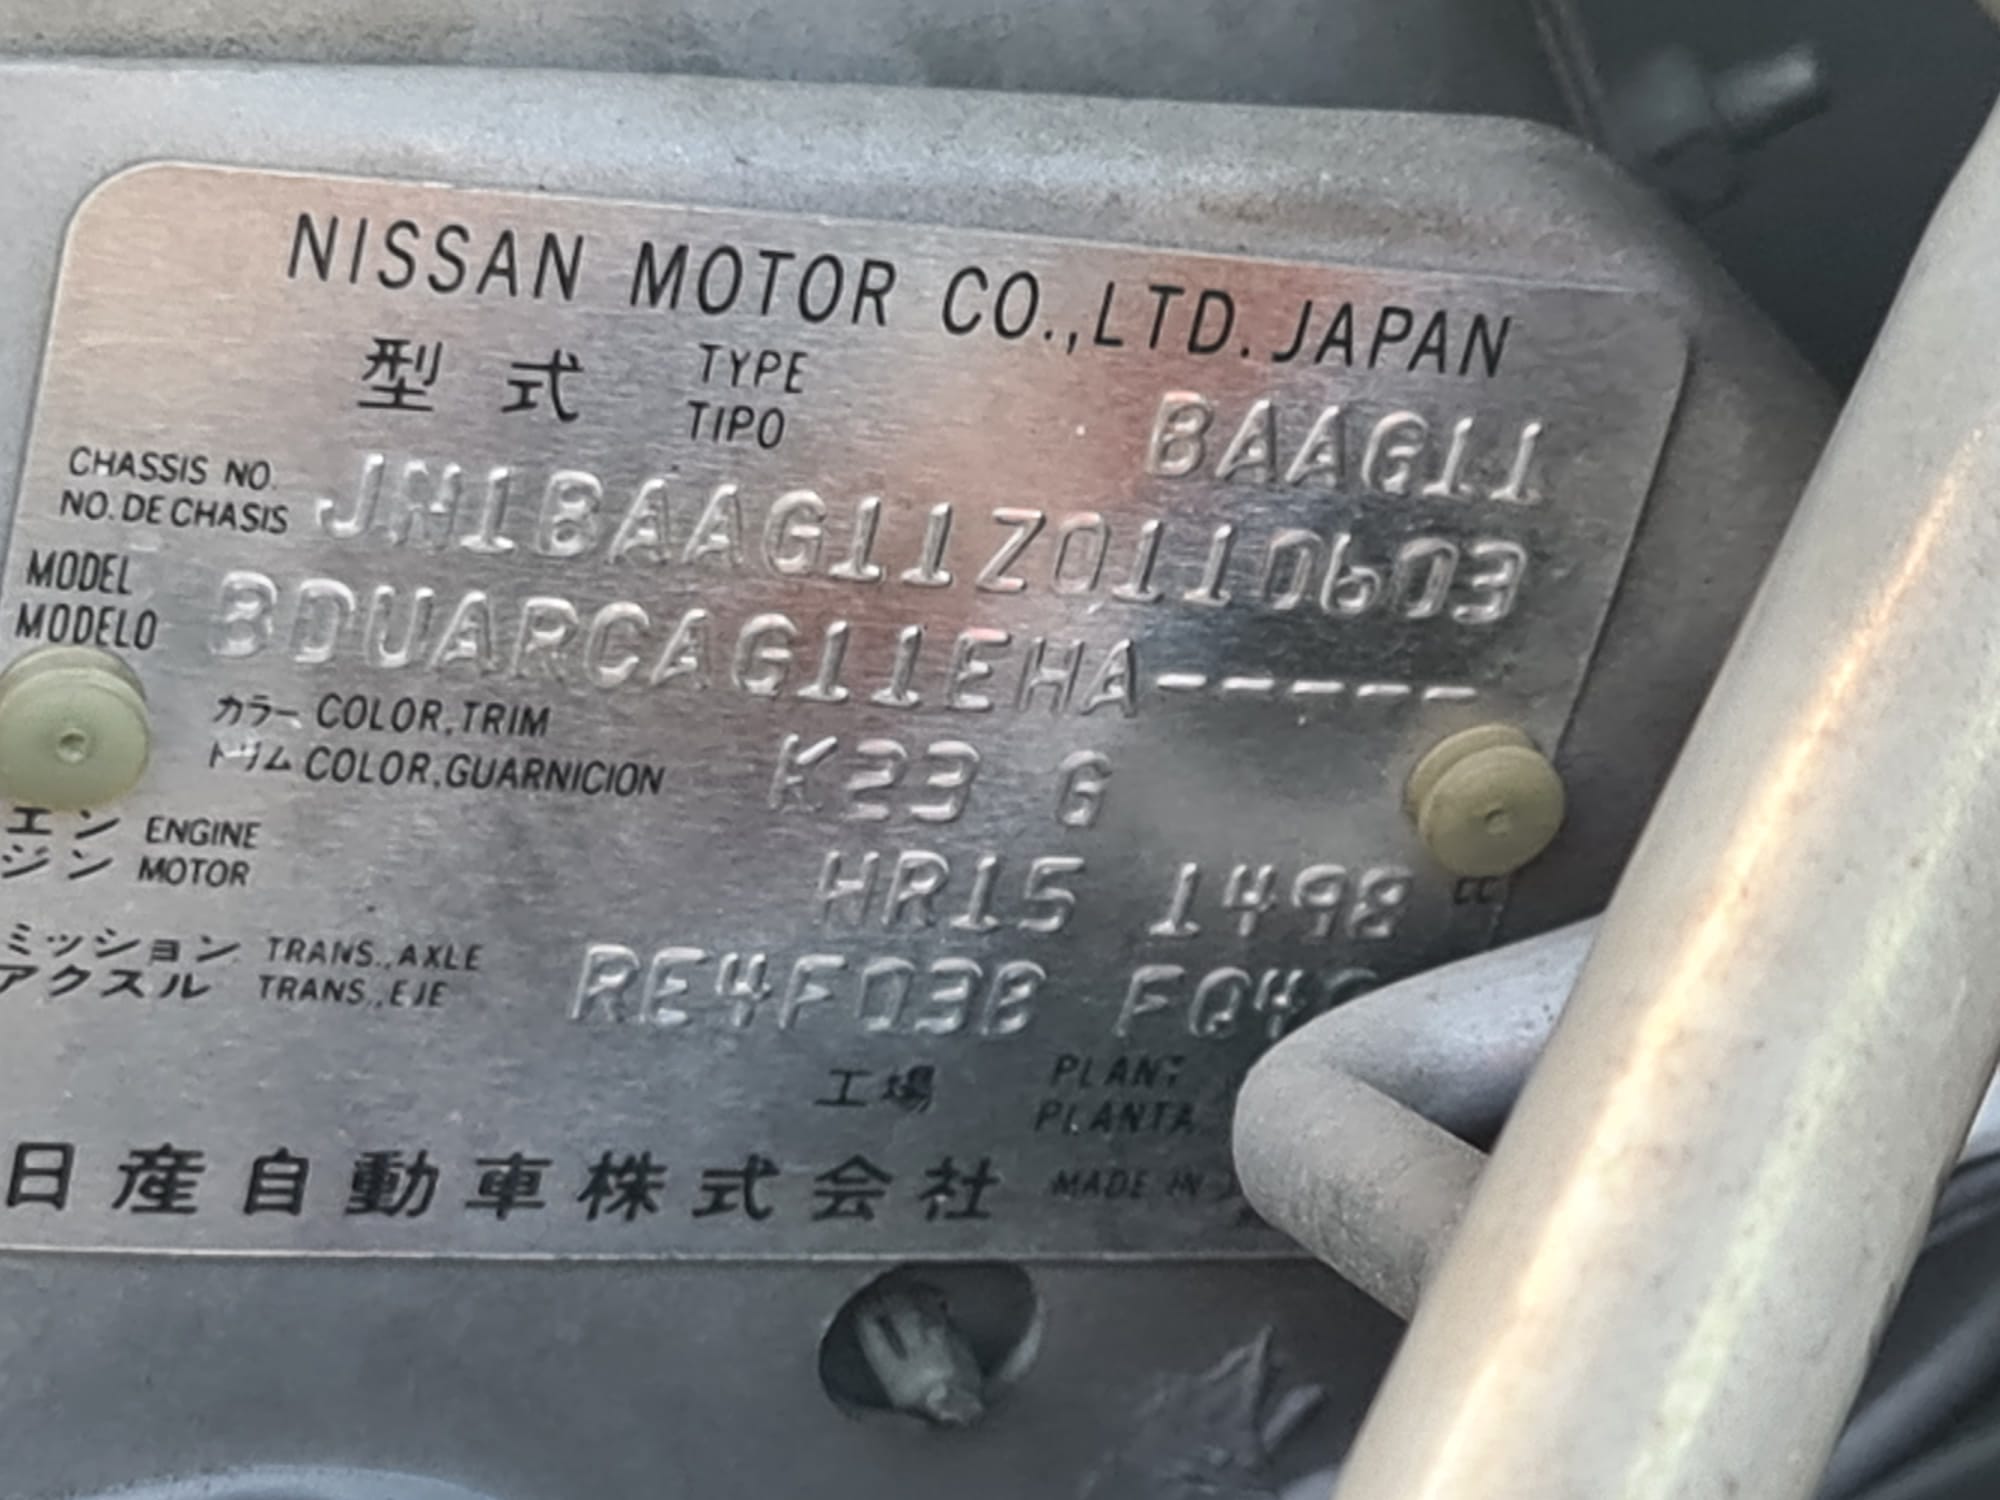 NISSAN MOTOR CO.,LTD. JAPAN
型式 TYPE BAAG11
TIPO
CHASSIS NO. JN1BAAG11Z0110603
NO. DE CHASIS
MODEL BDUARCAG11EHA-----
MODELO
カラー COLOR,TRIM K23 G
トリム COLOR,GUARNICION
エン ENGINE HR15 1498 CC
ジン MOTOR
ミッション TRANS.,AXLE RE4F03B
アクスル TRANS.,EJE
工場 PLANT
PLANTA
日産自動車株式会社 MADE IN